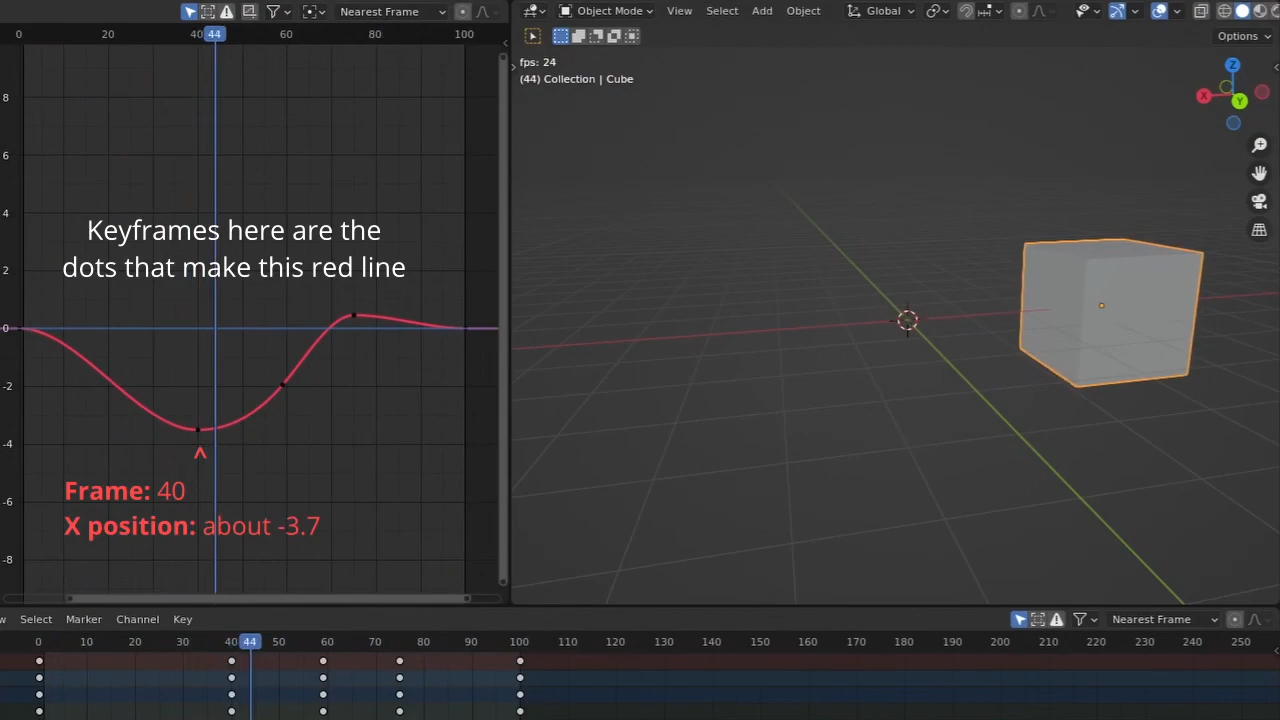 Nearest Frame
0 20 40 44 60 80 100
8
6
4
2
0
-2
-4
-6
-8
Keyframes here are the
dots that make this red line
^
Frame: 40
X position: about -3.7
Object Mode View Select Add Object Global
Options
fps: 24
(44) Collection | Cube
Z
X
Y
Select Marker Channel Key Nearest Frame
0 10 20 30 40 44 50 60 70 80 90 100 110 120 130 140 150 160 170 180 190 200 210 220 230 240 250